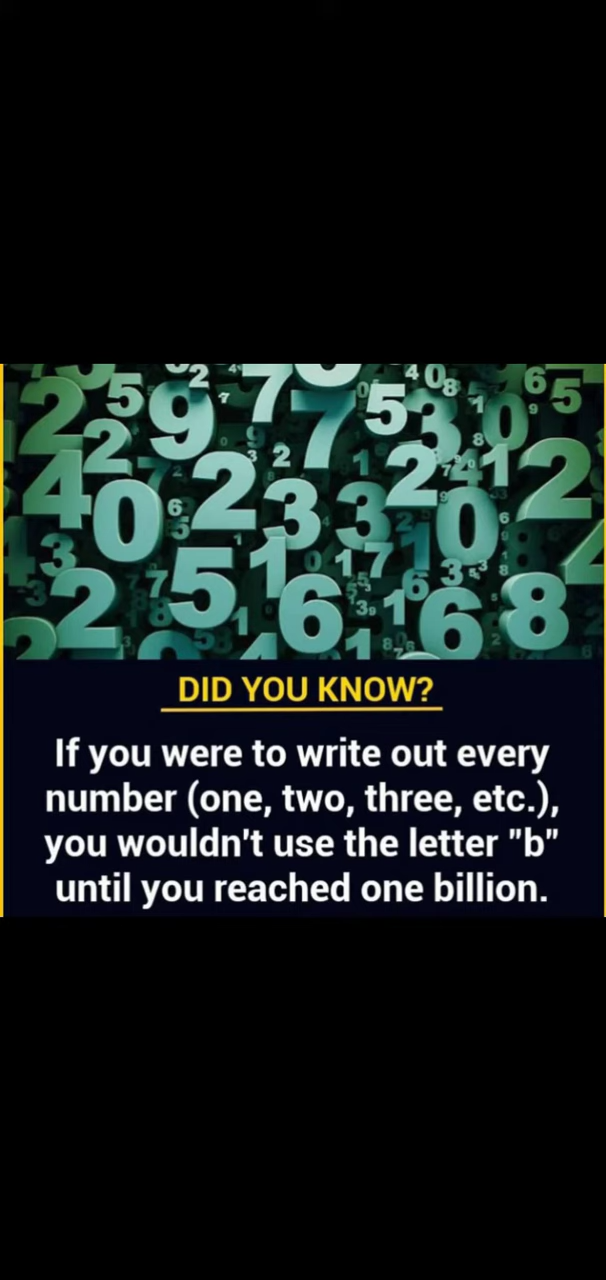 DID YOU KNOW?
If you were to write out every
number (one, two, three, etc.),
you wouldn't use the letter "b"
until you reached one billion.